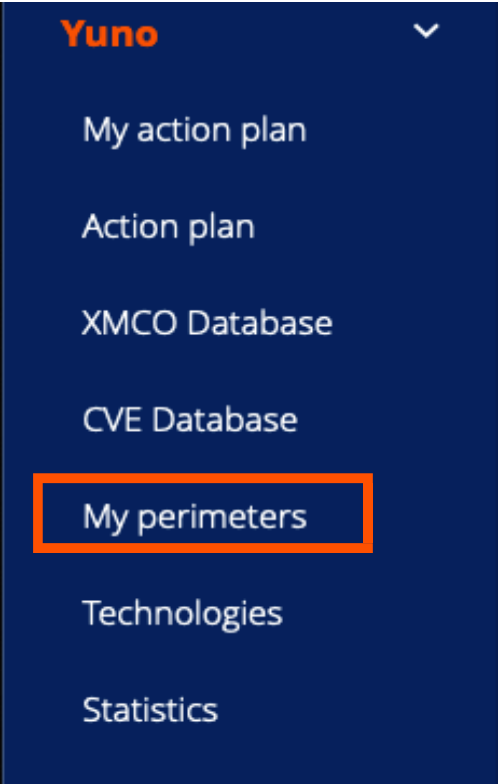 Yuno
My action plan
Action plan
XMCO Database
CVE Database
My perimeters
Technologies
Statistics